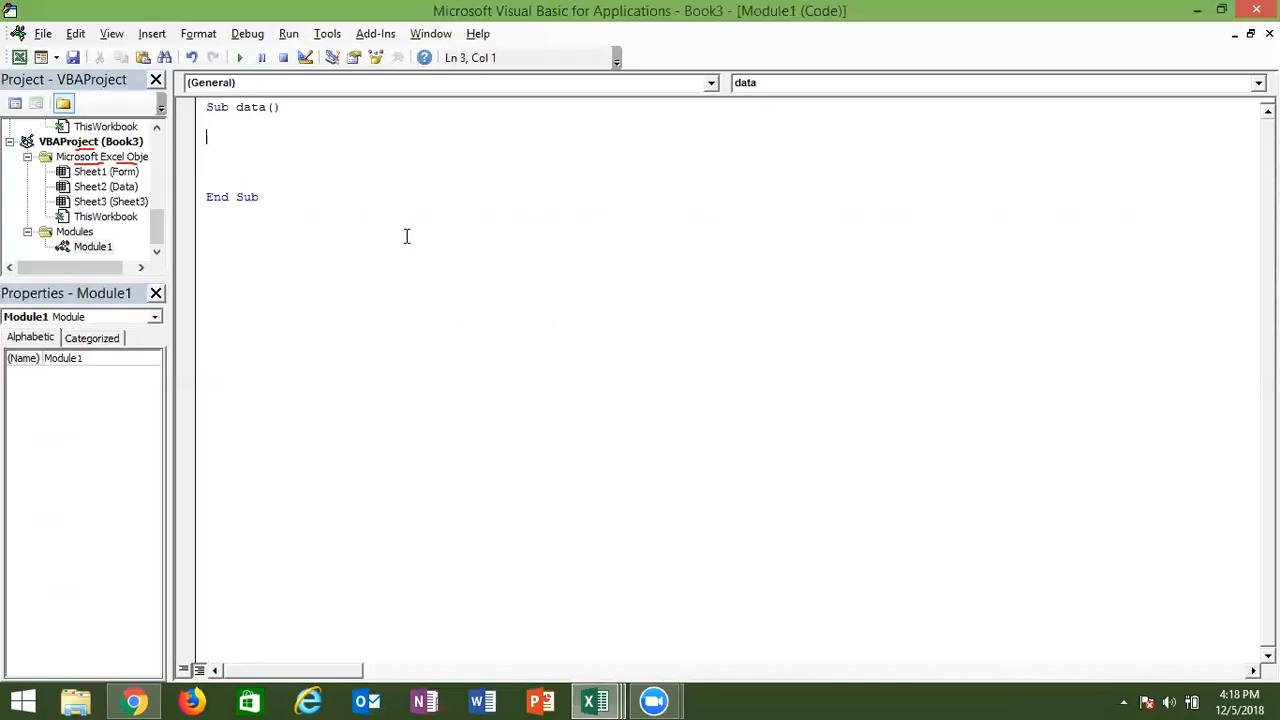 Microsoft Visual Basic for Applications - Book3 - [Module1 (Code)]
File Edit View Insert Format Debug Run Tools Add-Ins Window Help
Ln 3, Col 1
Project - VBAProject
(General)
data
ThisWorkbook
VBAProject (Book3)
Microsoft Excel Obje
Sheet1 (Form)
Sheet2 (Data)
Sheet3 (Sheet3)
ThisWorkbook
Modules
Module1
Sub data()
End Sub
Properties - Module1
Module1 Module
Alphabetic Categorized
(Name) Module1
4:18 PM
12/5/2018